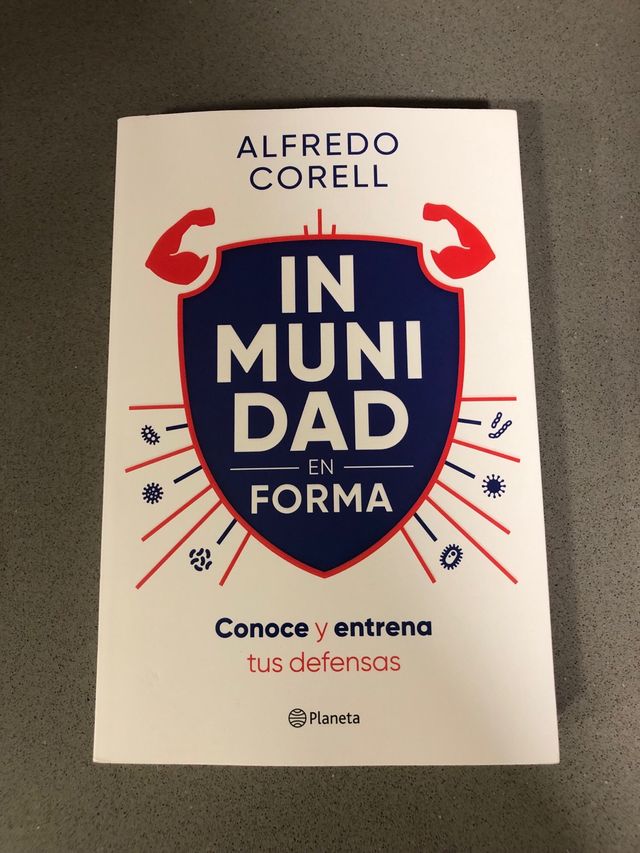 ALFREDO
CORELL
IN
MUNI
DAD
EN
FORMA
Conoce y entrena
tus defensas
Planeta